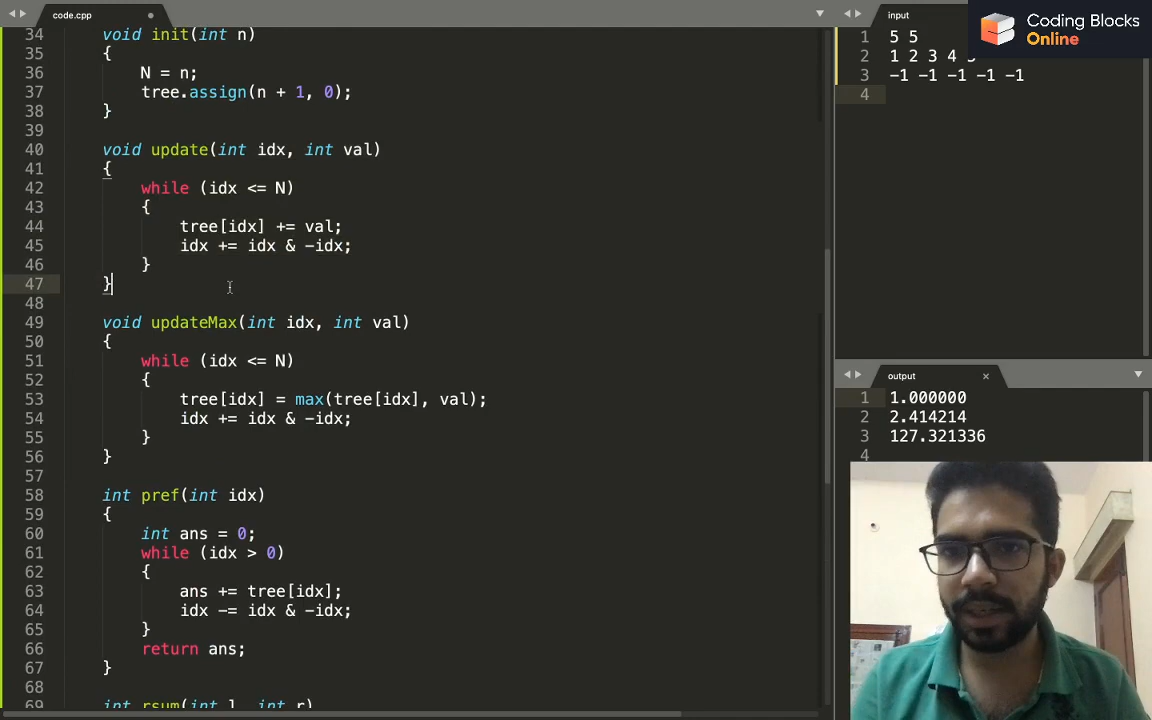 code.cpp
34 void init(int n)
35 {
36 N = n;
37 tree.assign(n + 1, 0);
38 }
39
40 void update(int idx, int val)
41 {
42 while (idx <= N)
43 {
44 tree[idx] += val;
45 idx += idx & -idx;
46 }
47 }
48
49 void updateMax(int idx, int val)
50 {
51 while (idx <= N)
52 {
53 tree[idx] = max(tree[idx], val);
54 idx += idx & -idx;
55 }
56 }
57
58 int pref(int idx)
59 {
60 int ans = 0;
61 while (idx > 0)
62 {
63 ans += tree[idx];
64 idx -= idx & -idx;
65 }
66 return ans;
67 }
68
69 int rsum(int l, int r)
input
1 5 5
2 1 2 3 4 5
3 -1 -1 -1 -1 -1
4
Coding Blocks
Online
output
1 1.000000
2 2.414214
3 127.321336
4